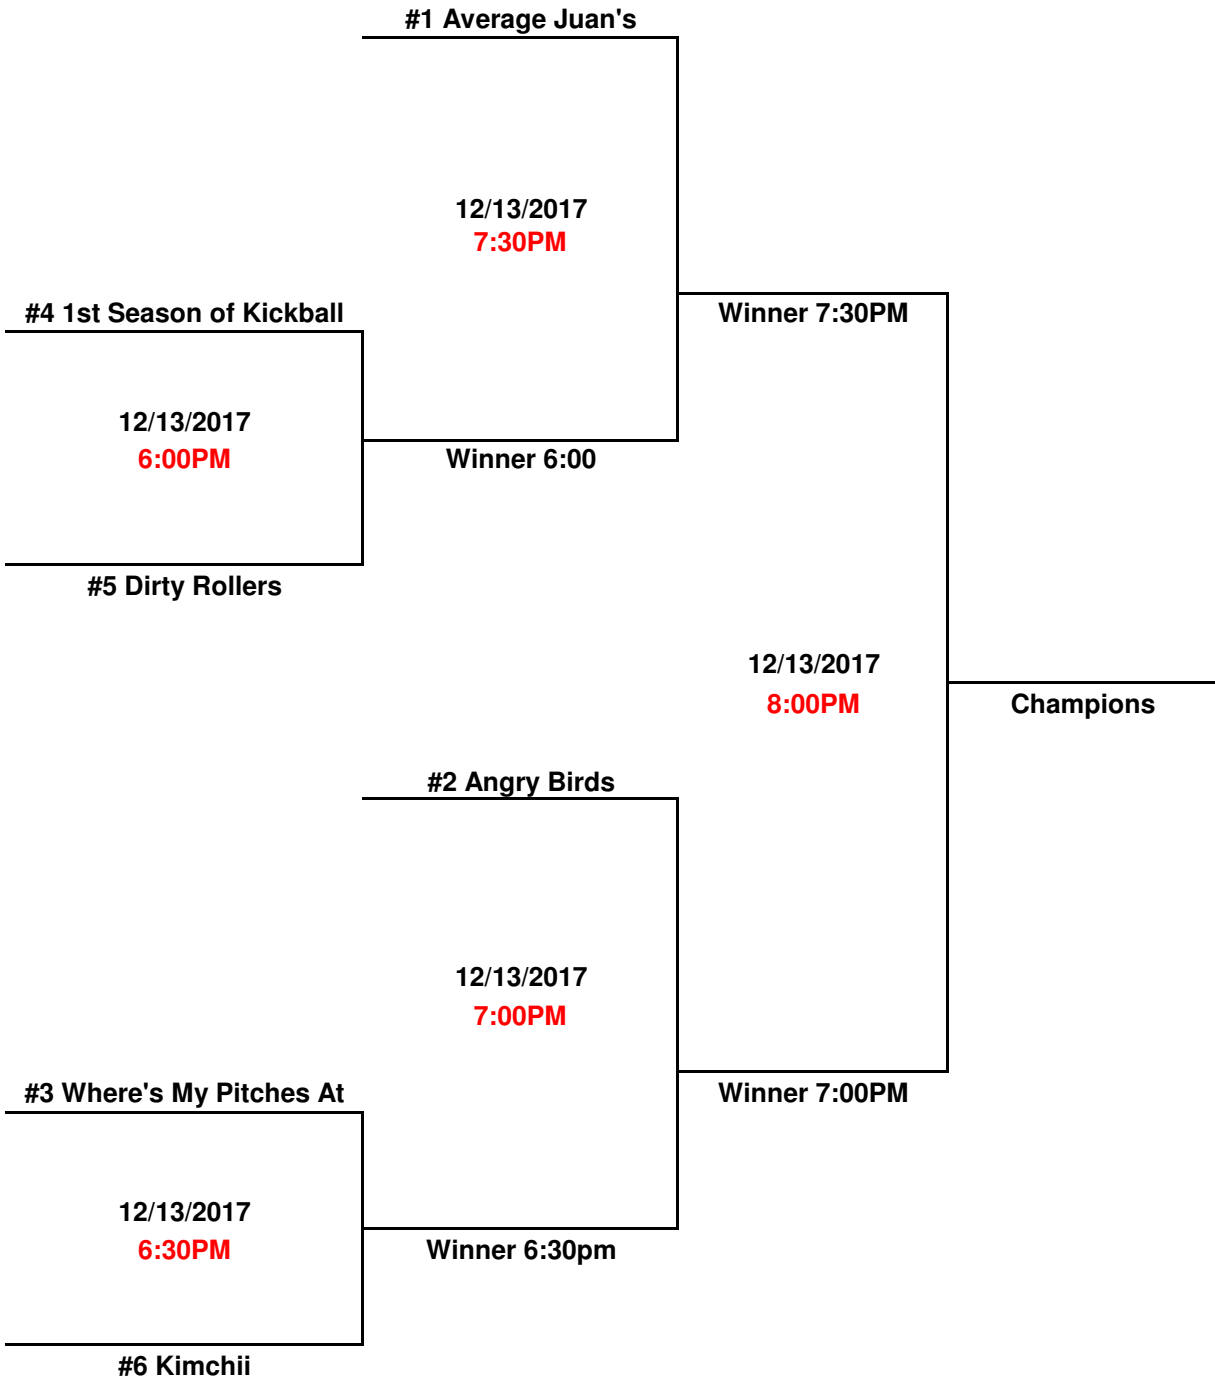 #1 Average Juan's
12/13/2017
7:30PM
#4 1st Season of Kickball
Winner 7:30PM
12/13/2017
6:00PM
Winner 6:00
#5 Dirty Rollers
12/13/2017
8:00PM
Champions
#2 Angry Birds
12/13/2017
7:00PM
#3 Where's My Pitches At
Winner 7:00PM
12/13/2017
6:30PM
Winner 6:30pm
#6 Kimchii